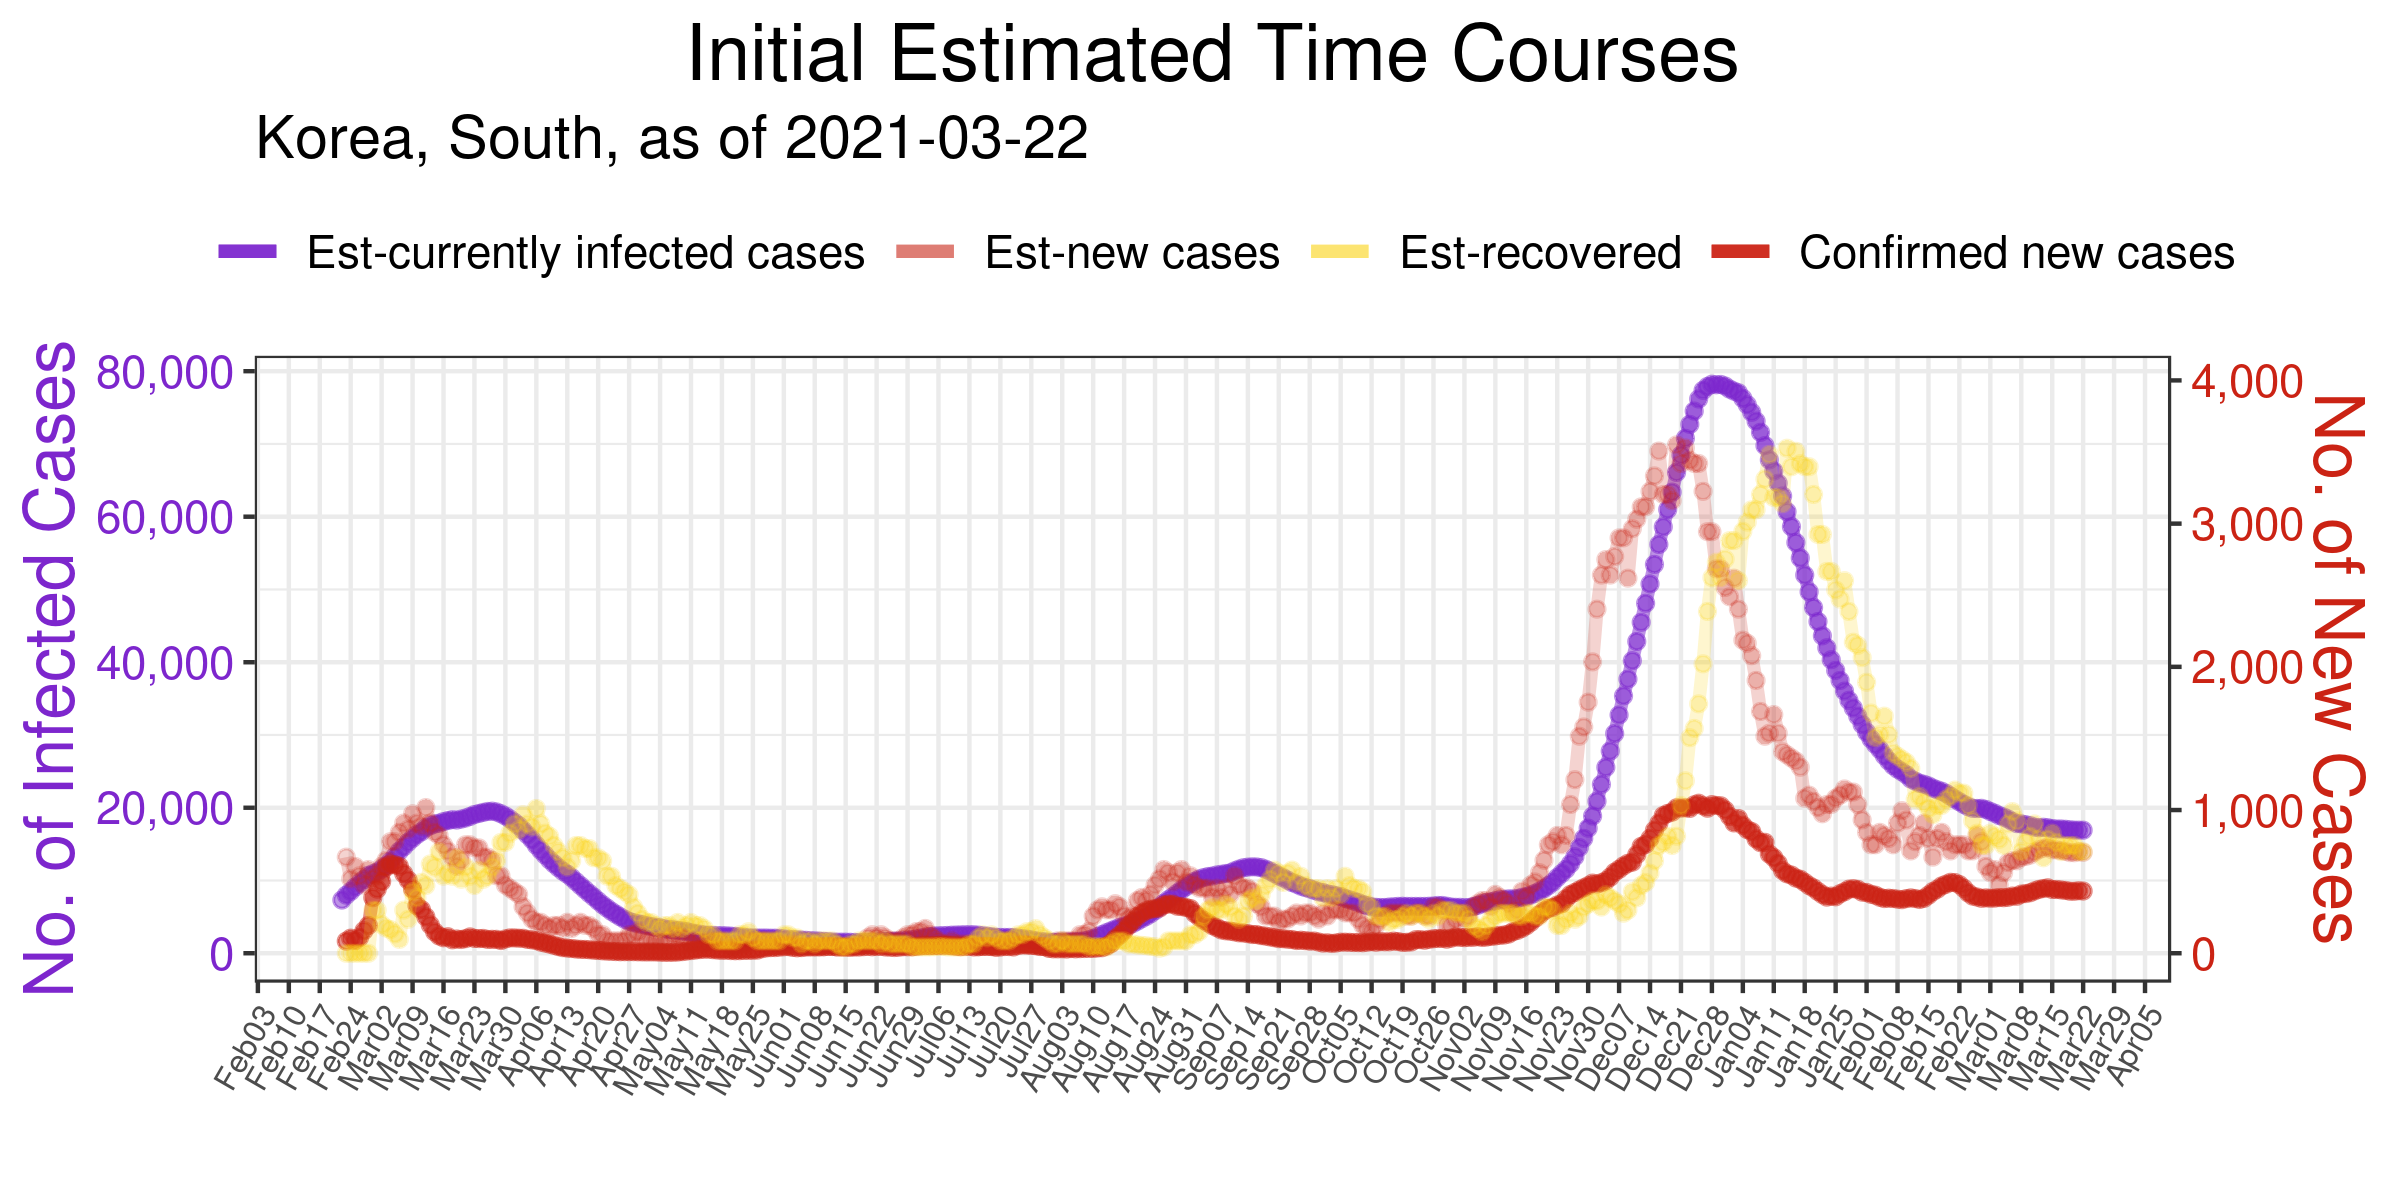 Initial Estimated Time Courses
Korea, South, as of 2021-03-22
Est-currently infected cases Est-new cases Est-recovered Confirmed new cases
No. of Infected Cases
80,000
60,000
40,000
20,000
0
4,000
3,000
2,000
1,000
0
No. of New Cases
Feb03 Feb10 Feb17 Feb24 Mar02 Mar09 Mar16 Mar23 Mar30 Apr06 Apr13 Apr20 Apr27 May04 May11 May18 May25 Jun01 Jun08 Jun15 Jun22 Jun29 Jul06 Jul13 Jul20 Jul27 Aug03 Aug10 Aug17 Aug24 Aug31 Sep07 Sep14 Sep21 Sep28 Oct05 Oct12 Oct19 Oct26 Nov02 Nov09 Nov16 Nov23 Nov30 Dec07 Dec14 Dec21 Dec28 Jan04 Jan11 Jan18 Jan25 Feb01 Feb08 Feb15 Feb22 Mar01 Mar08 Mar15 Mar22 Mar29 Apr05